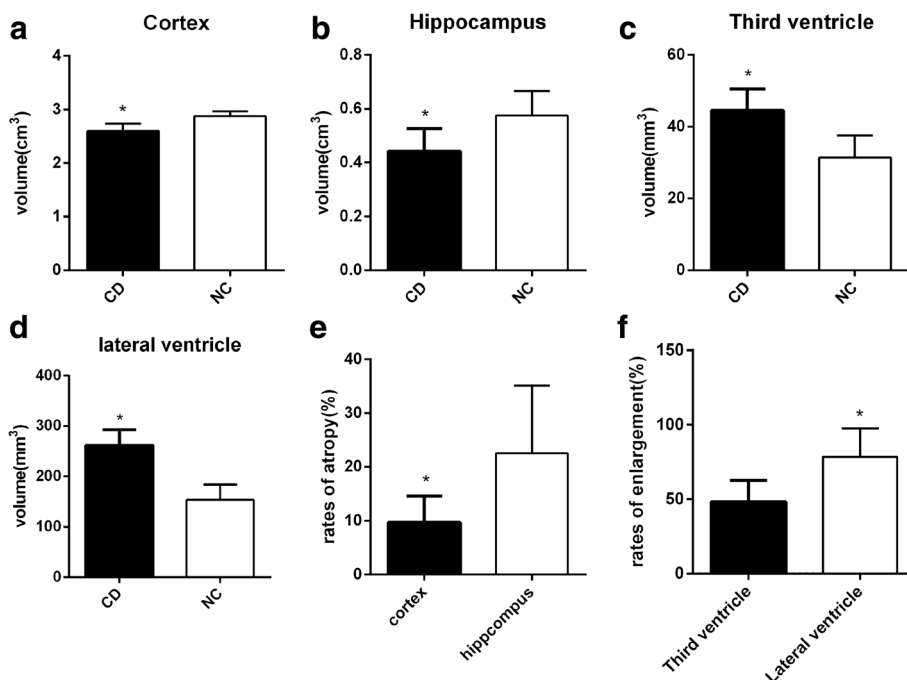 a
Cortex
volume(cm³)
4
3
2
1
0
*
CD
NC
b
Hippocampus
volume(cm³)
0.8
0.6
0.4
0.2
0.0
*
CD
NC
c
Third ventricle
volume(mm³)
60
40
20
0
*
CD
NC
d
lateral ventricle
volume(mm³)
400
300
200
100
0
*
CD
NC
e
rates of atropy(%)
40
30
20
10
0
*
cortex
hippcompus
f
rates of enlargement(%)
150
100
50
0
*
Third ventricle
Lateral ventricle